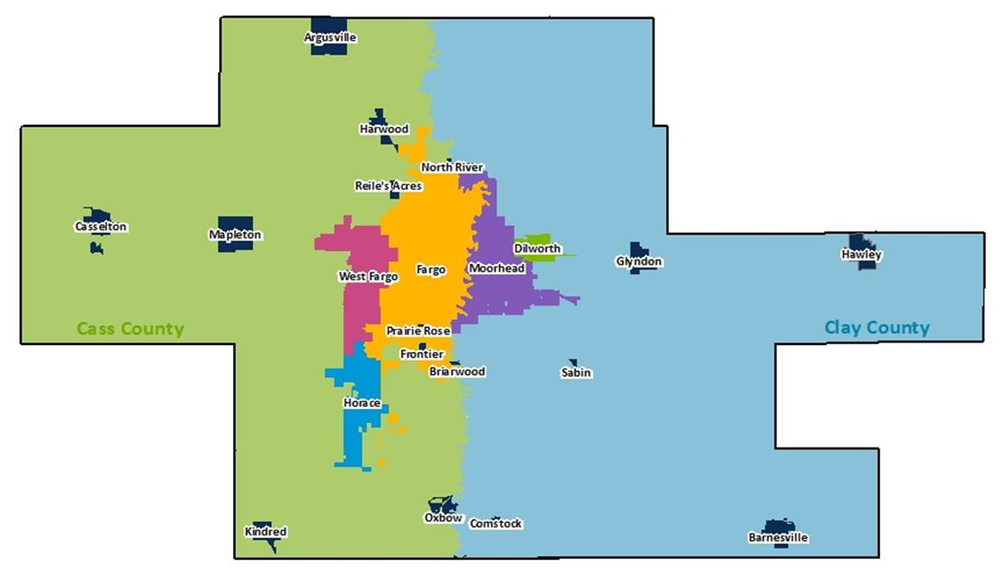 Argusville
Harwood
North River
Reile's Acres
Casselton
Mapleton
Dilworth
Glyndon
Hawley
West Fargo
Fargo
Moorhead
Cass County
Prairie Rose
Clay County
Frontier
Briarwood
Sabin
Horace
Oxbow
Comstock
Kindred
Barnesville